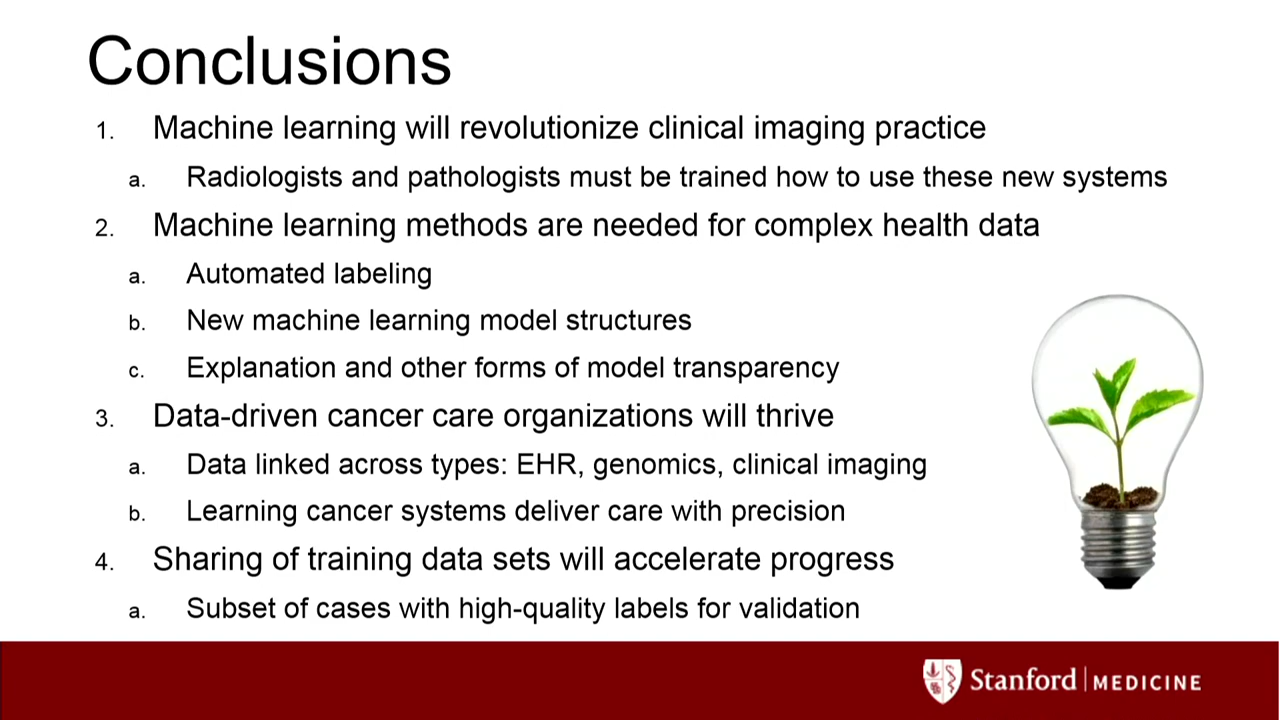 Conclusions
1. Machine learning will revolutionize clinical imaging practice
a. Radiologists and pathologists must be trained how to use these new systems
2. Machine learning methods are needed for complex health data
a. Automated labeling
b. New machine learning model structures
c. Explanation and other forms of model transparency
3. Data-driven cancer care organizations will thrive
a. Data linked across types: EHR, genomics, clinical imaging
b. Learning cancer systems deliver care with precision
4. Sharing of training data sets will accelerate progress
a. Subset of cases with high-quality labels for validation
Stanford | MEDICINE